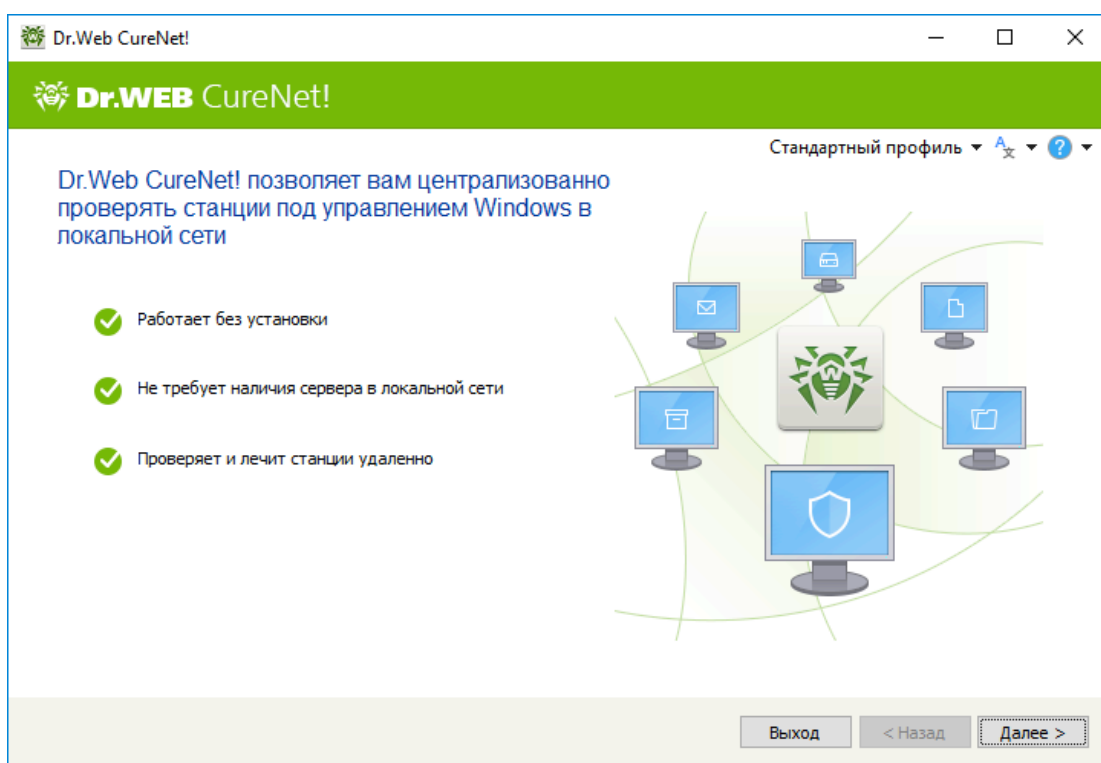 Dr.Web CureNet!
Dr.WEB CureNet!
Стандартный профиль
Dr.Web CureNet! позволяет вам централизованно
проверять станции под управлением Windows в
локальной сети
Работает без установки
Не требует наличия сервера в локальной сети
Проверяет и лечит станции удаленно
Выход
< Назад
Далее >